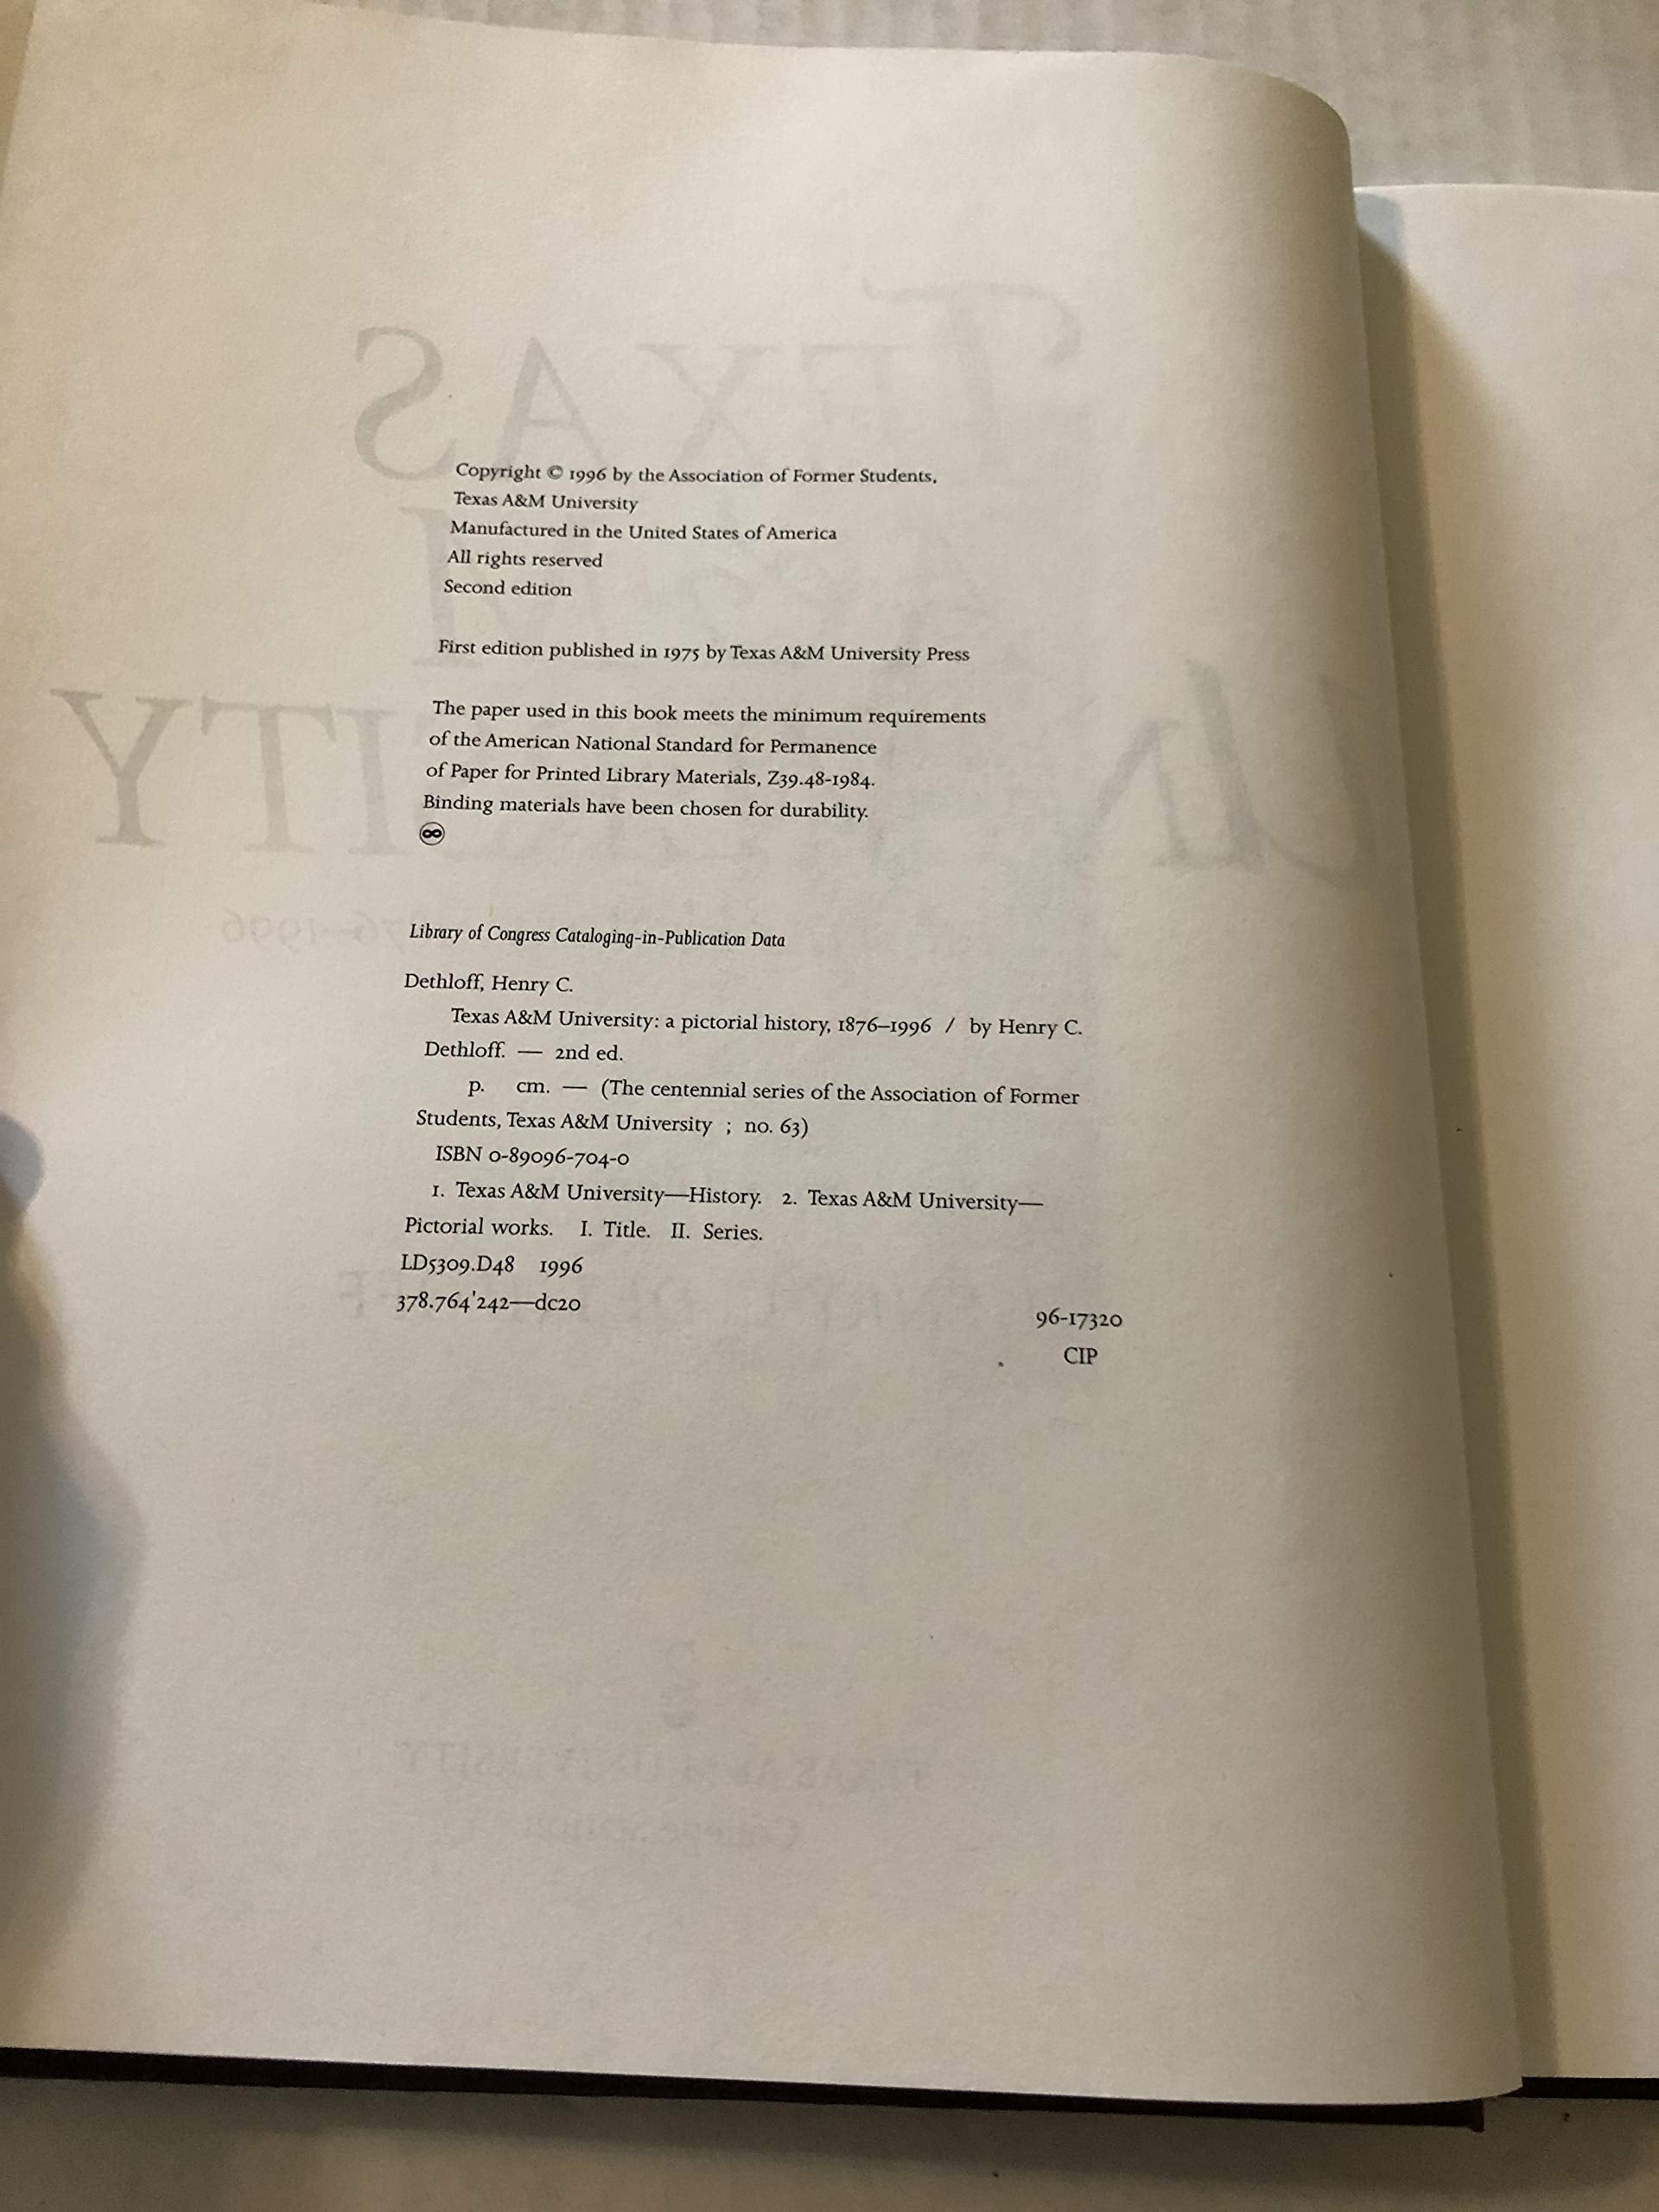 Copyright © 1996 by the Association of Former Students,
Texas A&M University
Manufactured in the United States of America
All rights reserved
Second edition
First edition published in 1975 by Texas A&M University Press
The paper used in this book meets the minimum requirements
of the American National Standard for Permanence
of Paper for Printed Library Materials, Z39.48-1984.
Binding materials have been chosen for durability.
Library of Congress Cataloging-in-Publication Data
Dethloff, Henry C.
Texas A&M University: a pictorial history, 1876–1996 / by Henry C.
Dethloff. — 2nd ed.
p. cm. — (The centennial series of the Association of Former
Students, Texas A&M University ; no. 63)
ISBN 0-89096-704-0
1. Texas A&M University—History. 2. Texas A&M University—
Pictorial works. I. Title. II. Series.
LD5309.D48 1996
378.764'242—dc20
96-17320
CIP